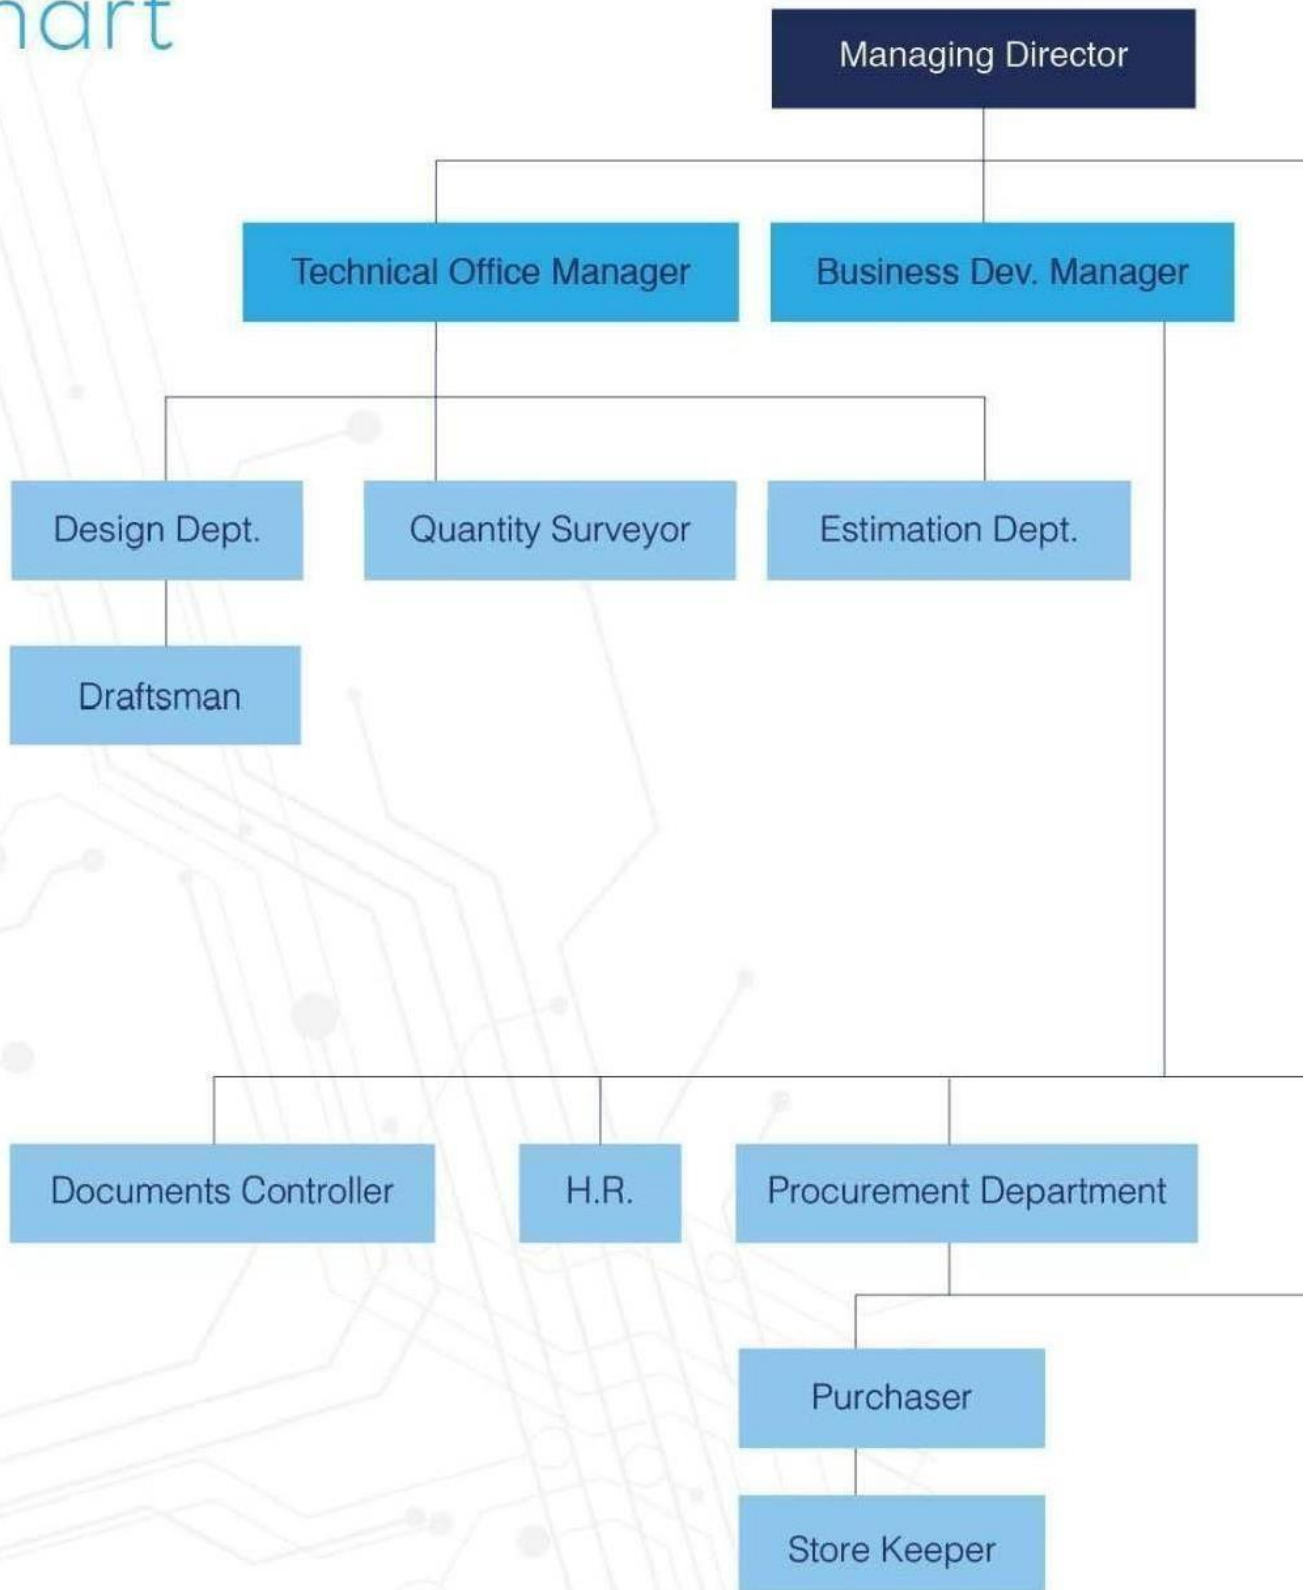 Managing Director
Technical Office Manager
Business Dev. Manager
Design Dept.
Quantity Surveyor
Estimation Dept.
Draftsman
Documents Controller
H.R.
Procurement Department
Purchaser
Store Keeper